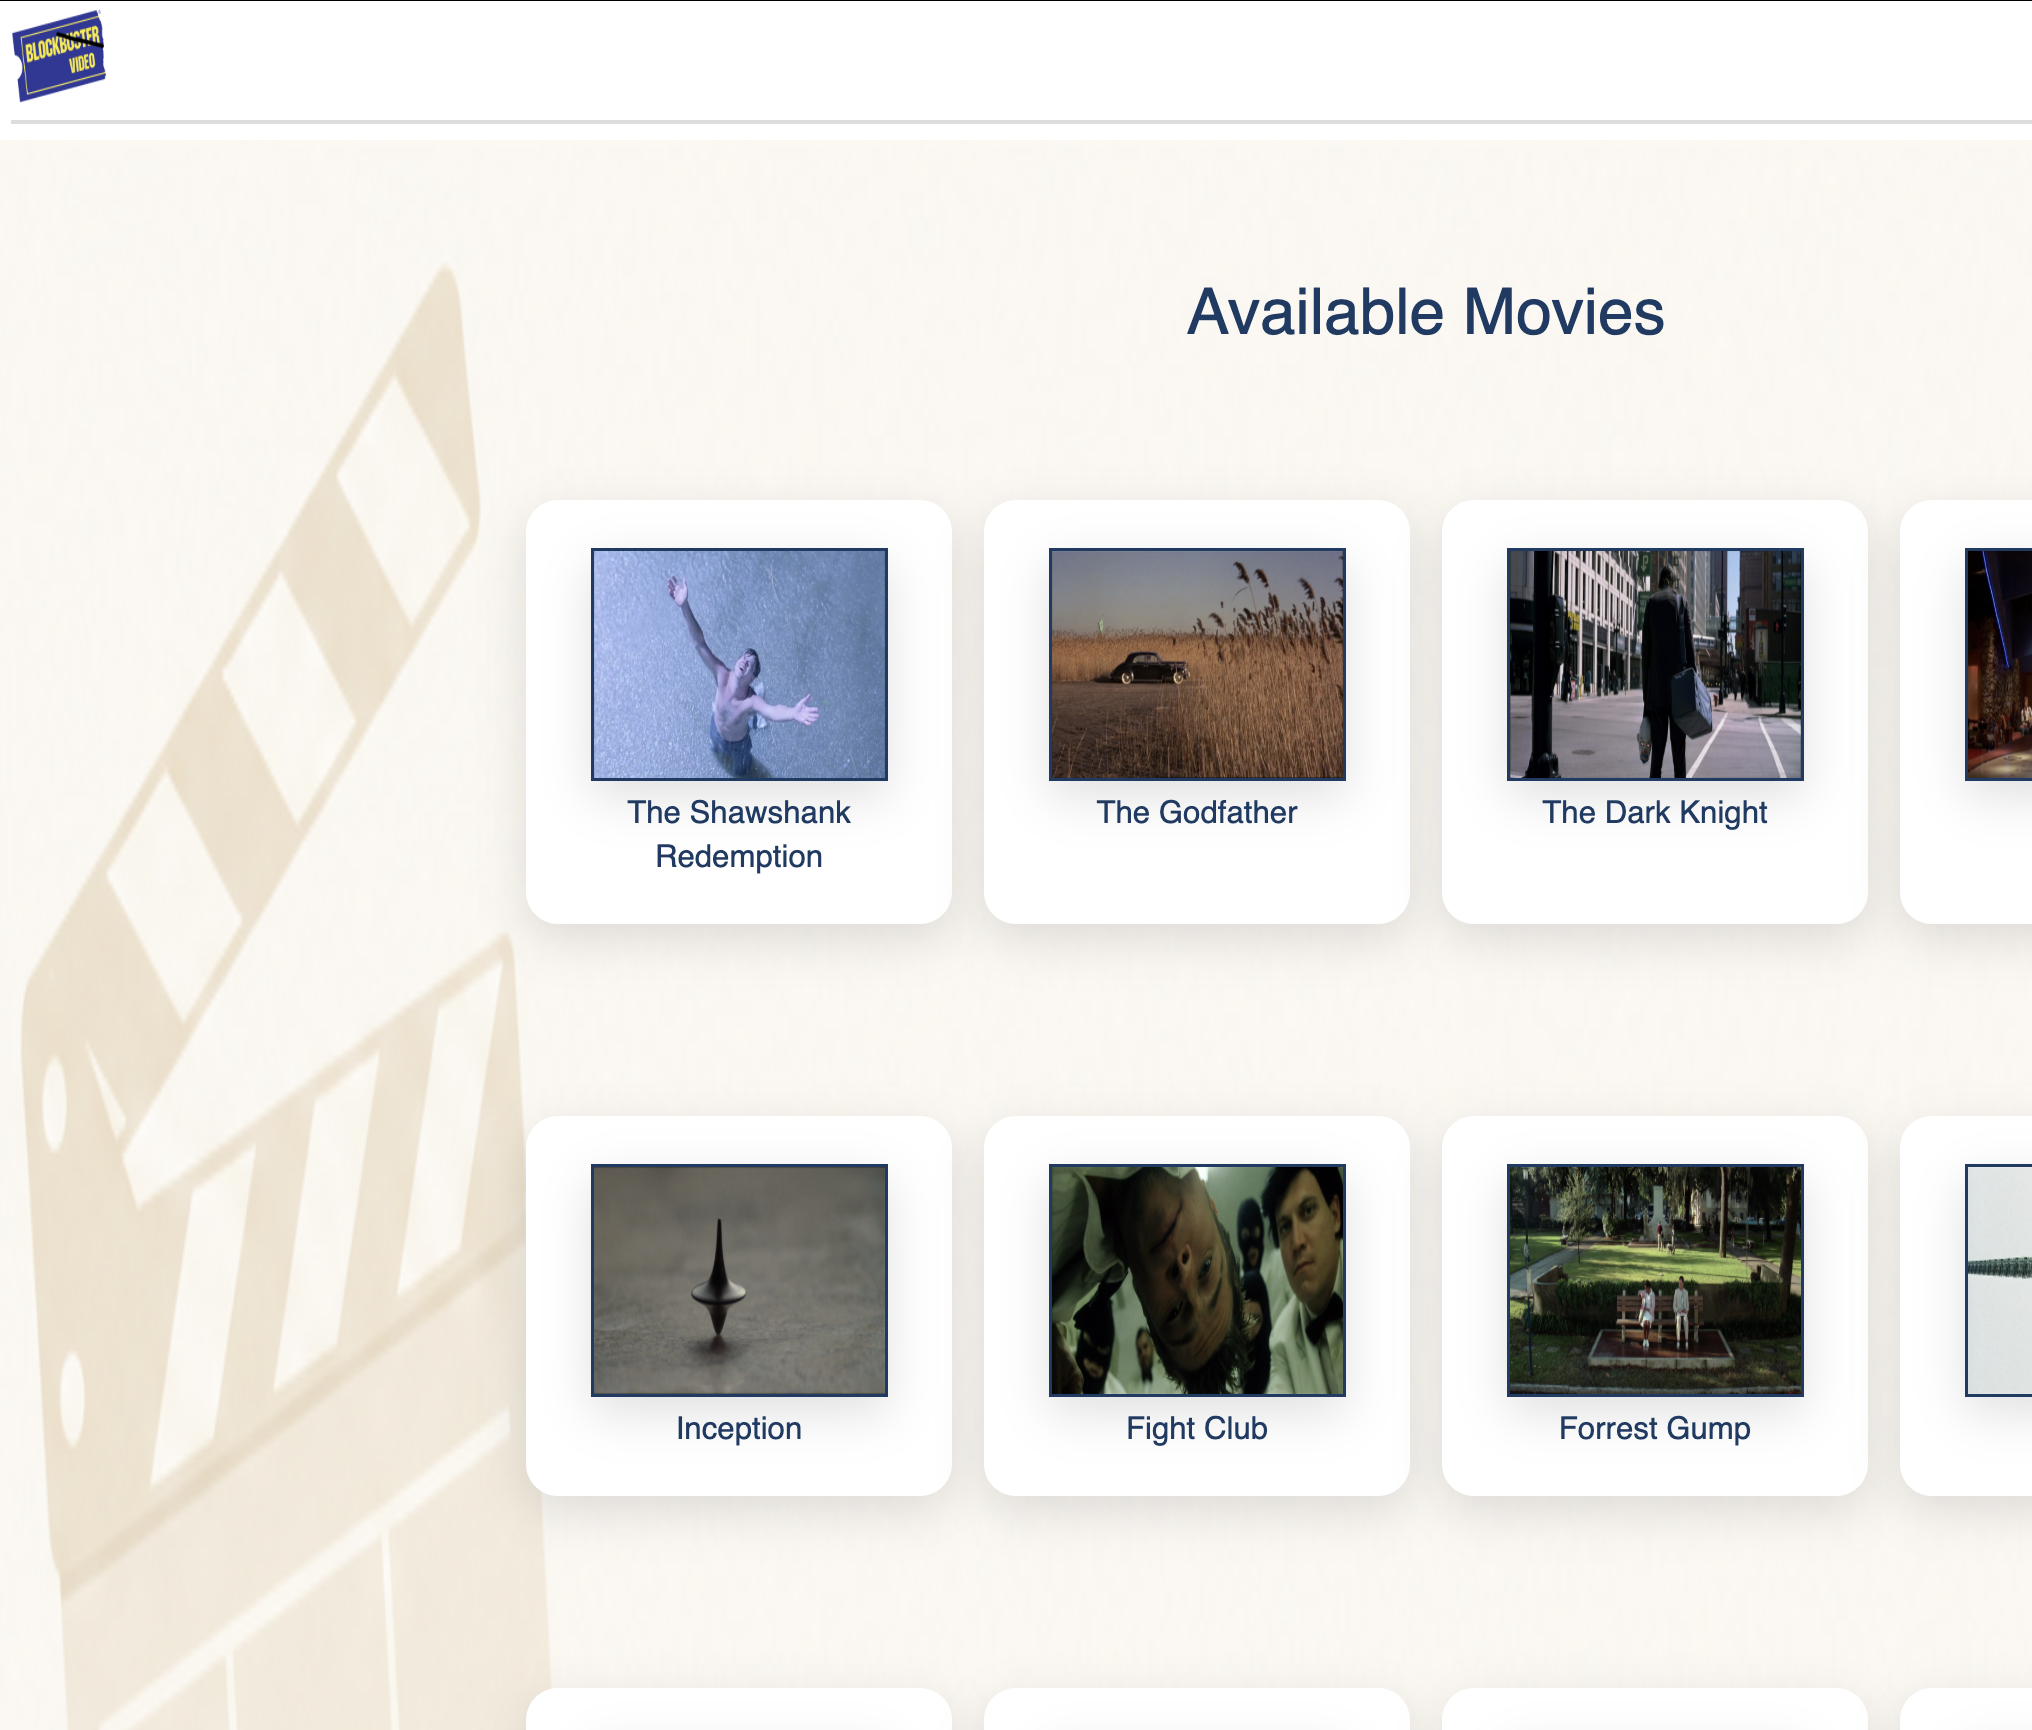 BLOCKBUSTER
VIDEO
Available Movies
The Shawshank
Redemption
The Godfather
The Dark Knight
Inception
Fight Club
Forrest Gump